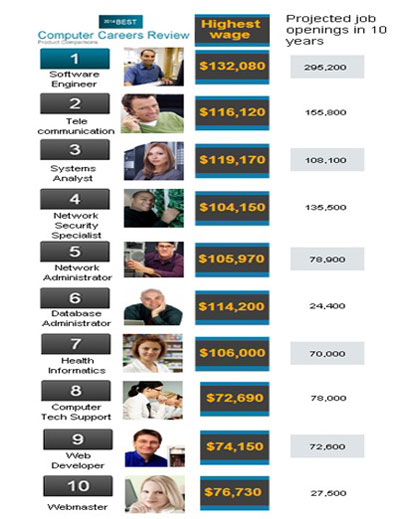 2014 BEST
Computer Careers Review
Product Comparisons
Highest
wage
Projected job
openings in 10
years
1
Software
Engineer
$132,080
295,200
2
Tele
communication
$116,120
155,800
3
Systems
Analyst
$119,170
108,100
4
Network
Security
Specialist
$104,150
135,500
5
Network
Administrator
$105,970
78,900
6
Database
Administrator
$114,200
24,400
7
Health
Informatics
$106,000
70,000
8
Computer
Tech Support
$72,690
78,000
9
Web
Developer
$74,150
72,600
10
Webmaster
$76,730
27,500